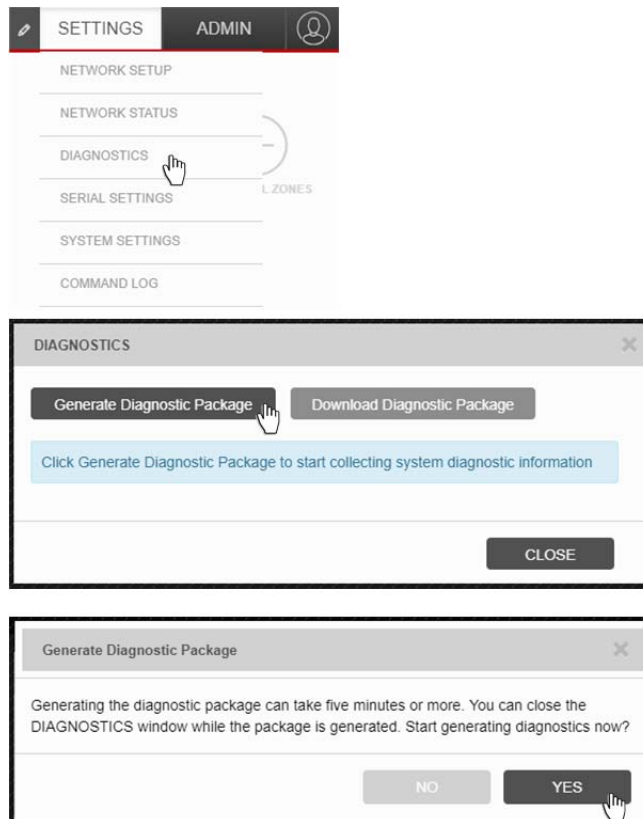 SETTINGS ADMIN
NETWORK SETUP
NETWORK STATUS
DIAGNOSTICS
L ZONES
SERIAL SETTINGS
SYSTEM SETTINGS
COMMAND LOG
DIAGNOSTICS
Generate Diagnostic Package Download Diagnostic Package
Click Generate Diagnostic Package to start collecting system diagnostic information
CLOSE
Generate Diagnostic Package
Generating the diagnostic package can take five minutes or more. You can close the
DIAGNOSTICS window while the package is generated. Start generating diagnostics now?
NO YES